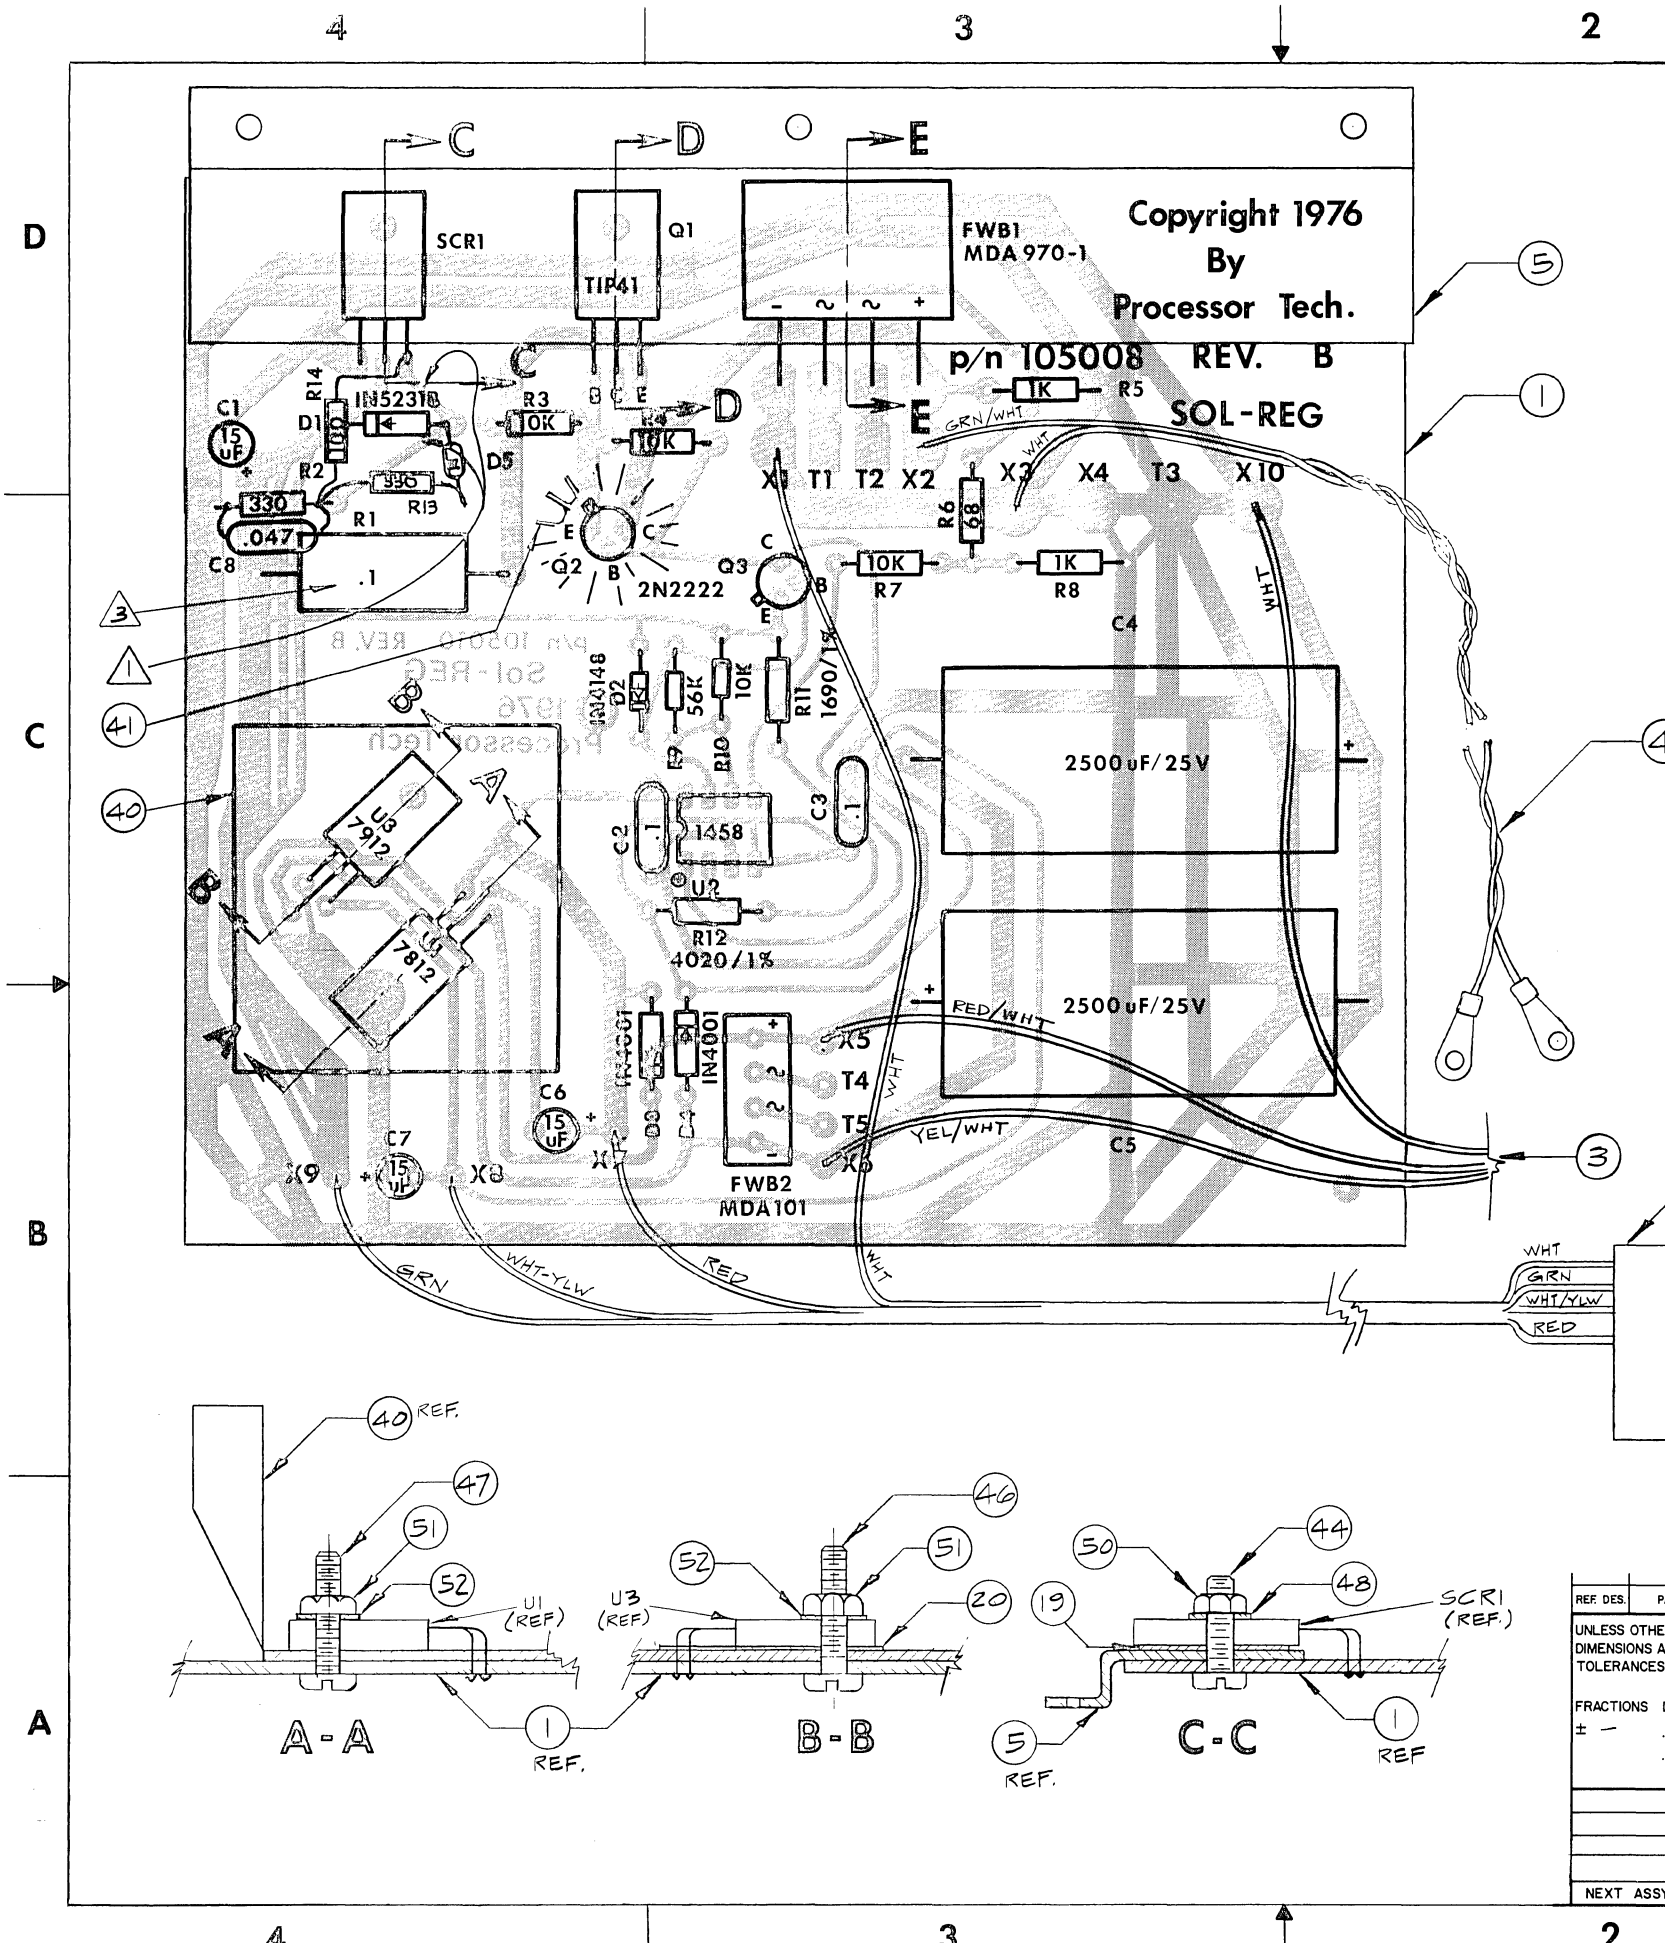 4
3
2
C
D
E
D
SCR1
Q1
TIP41
FWB1
MDA 970-1
- ~ ~ +
Copyright 1976
By
Processor Tech.
5
p/n 105008 REV. B
SOL-REG
1
R14
C
1N5231B
B C E
D
E
1K
R5
C1
15
uF
+
D1
100
R3
10K
R4
10K
D5
GRN/WHT
WHT
R2
330
330
R13
X1 T1 T2 X2 X3 X4 T3 X10
R6
68
.047
C8
R1
.1
E
C
B
Q2
2N2222
Q3
C
B
E
10K
R7
1K
R8
WHT
3
1
41
40
p/n 105010 REV. B
Sol-REG
1976
ProcessorTech
B
A
1N4148
D2
56K
R9
10K
R10
R11
1690/1%
C4
C
2500uF/25V
+
U3
7912
C2
.1
1458
U2
C3
.1
B
7812
R12
4020/1%
+
2500uF/25V
RED/WHT
A
1N4001
D3
1N4001
D4
+
~
~
-
X5
T4
T5
X6
WHT
YEL/WHT
C5
3
C6
15
uF
+
C7
15
uF
+
X9
X8
FWB2
MDA101
B
GRN
WHT-YLW
RED
WHT
WHT
GRN
WHT/YLW
RED
40 REF.
47
51
52
U1
(REF)
46
52
51
U3
(REF)
20
50
44
19
48
SCR1
(REF.)
A
A-A
1
REF.
B-B
5
REF.
C-C
1
REF
REF. DES.
UNLESS OTHE
DIMENSIONS A
TOLERANCES
FRACTIONS
± -
NEXT ASSY
4
3
2